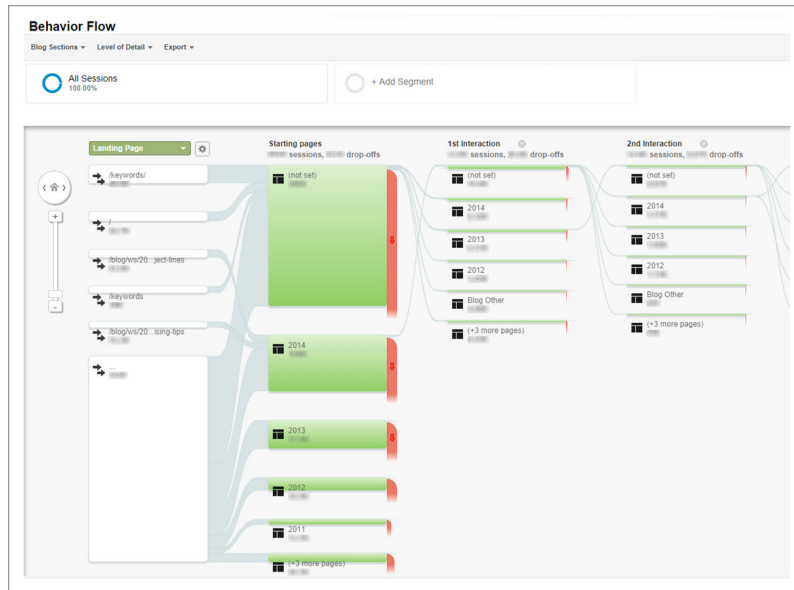 Behavior Flow
Blog Sections Level of Detail Export
All Sessions
100.00%
+ Add Segment
Landing Page
Starting pages
sessions, drop-offs
1st Interaction
sessions, drop-offs
2nd Interaction
sessions, drop-offs
/keywords/
/
/blog/ws/20...ject-lines
/keywords
/blog/ws/20...ising-tips
...
(not set)
2014
2013
2012
2011
(+3 more pages)
(not set)
2014
2013
2012
Blog Other
(+3 more pages)
(not set)
2014
2013
2012
Blog Other
(+3 more pages)
+
-